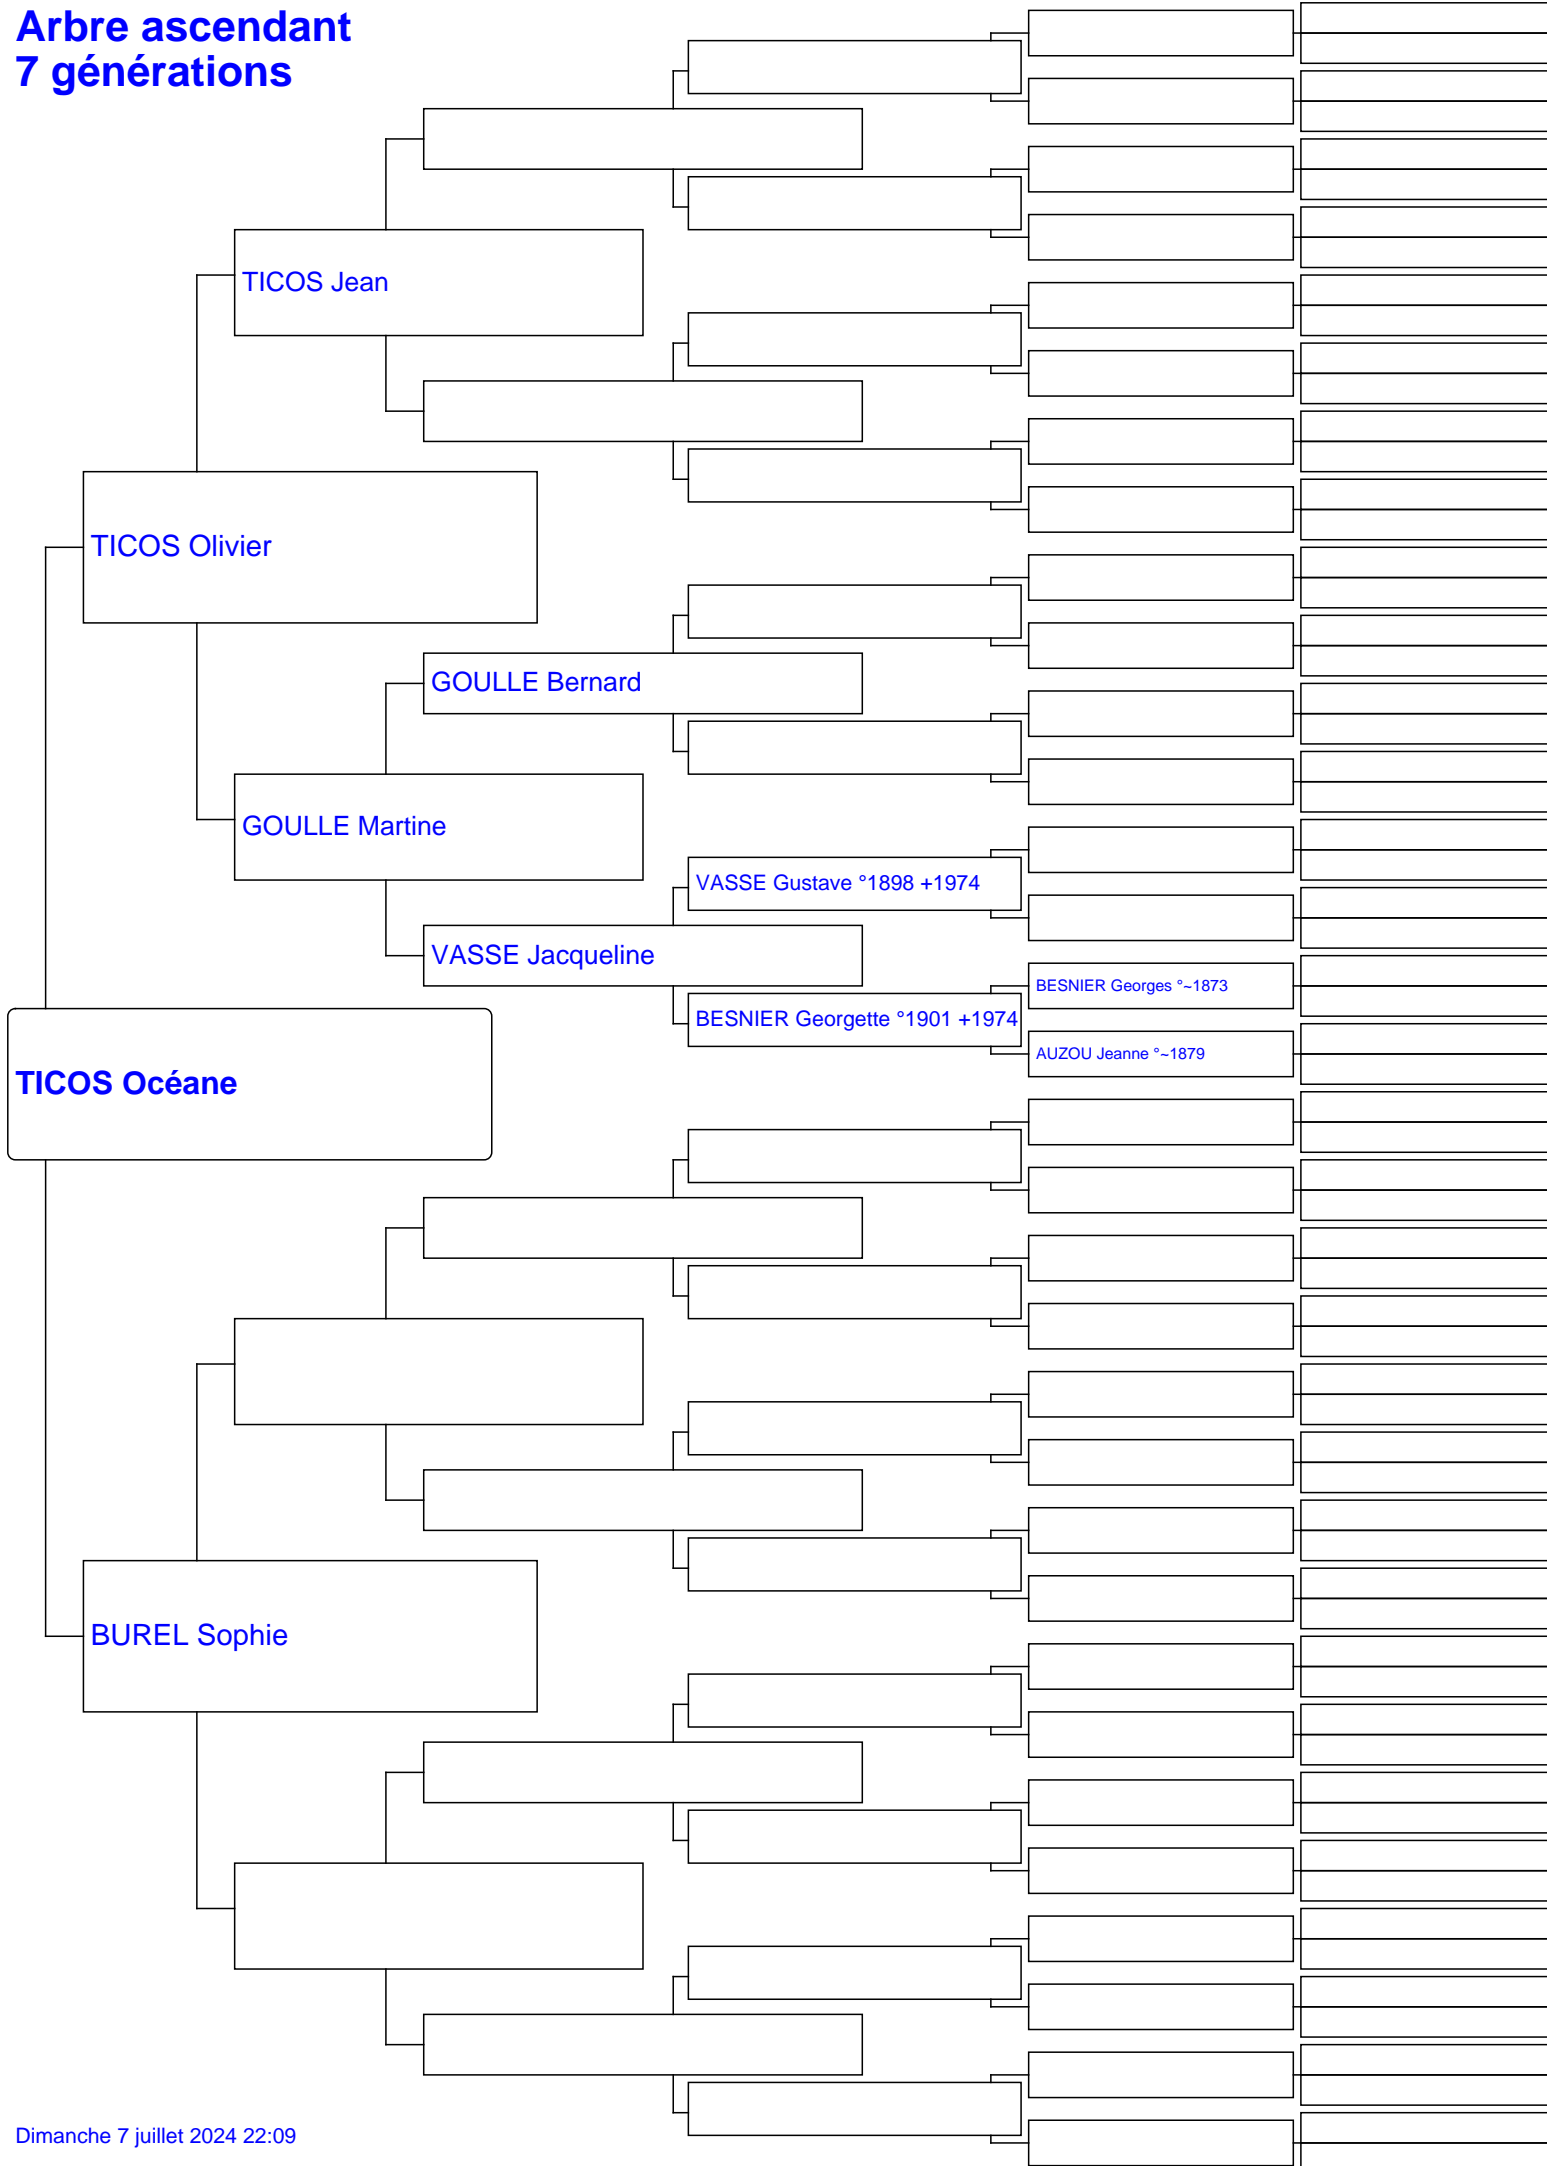 Arbre ascendant
7 générations
TICOS Jean
TICOS Olivier
GOULLE Bernard
GOULLE Martine
VASSE Gustave °1898 +1974
VASSE Jacqueline
BESNIER Georges °~1873
BESNIER Georgette °1901 +1974
AUZOU Jeanne °~1879
TICOS Océane
BUREL Sophie
Dimanche 7 juillet 2024 22:09